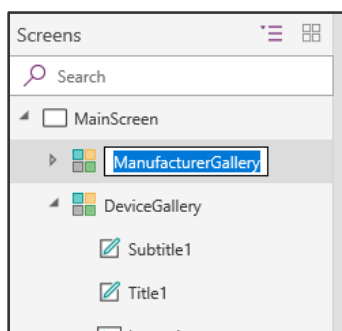 Screens
Search
MainScreen
ManufacturerGallery
DeviceGallery
Subtitle1
Title1